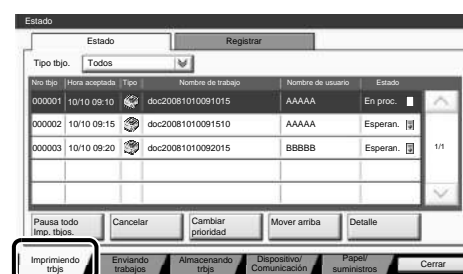 Estado
Estado Registrar
Tipo tbjo. Todos
Nro tbjo Hora aceptada Tipo Nombre de trabajo Nombre de usuario Estado
000001 10/10 09:10 doc20081010091015 AAAAA En proc.
000002 10/10 09:15 doc20081010091510 AAAAA Esperan.
000003 10/10 09:20 doc20081010092015 BBBBB Esperan.
1/1
Pausa todo
Imp. tbjos.
Cancelar
Cambiar
prioridad
Mover arriba
Detalle
Imprimiendo
trbjs
Enviando
trabajos
Almacenando
trbjs
Dispositivo/
Comunicación
Papel/
suministros
Cerrar